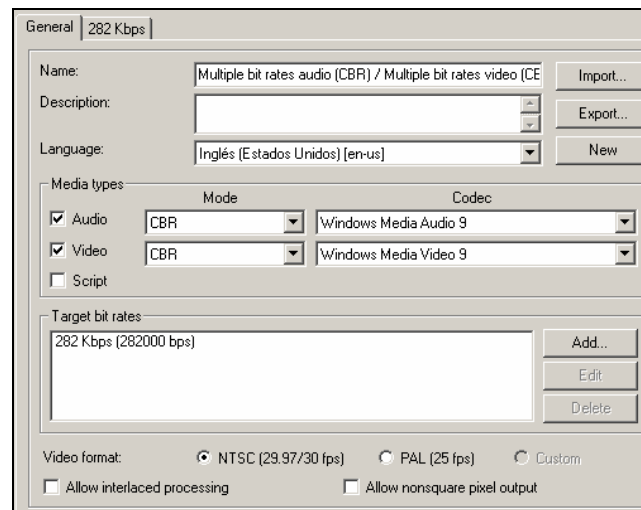 General 282 Kbps
Name: Multiple bit rates audio (CBR) / Multiple bit rates video (CE Import...
Description: Export...
Language: Inglés (Estados Unidos) [en-us] New
Media types
Mode Codec
Audio CBR Windows Media Audio 9
Video CBR Windows Media Video 9
Script
Target bit rates
282 Kbps (282000 bps) Add...
Edit
Delete
Video format: NTSC (29.97/30 fps) PAL (25 fps) Custom
Allow interlaced processing Allow nonsquare pixel output